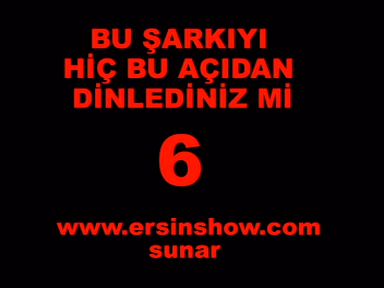 BU ŞARKIYI
HİÇ BU AÇIDAN
DİNLEDİNİZ Mİ
6
www.ersinshow.com
sunar